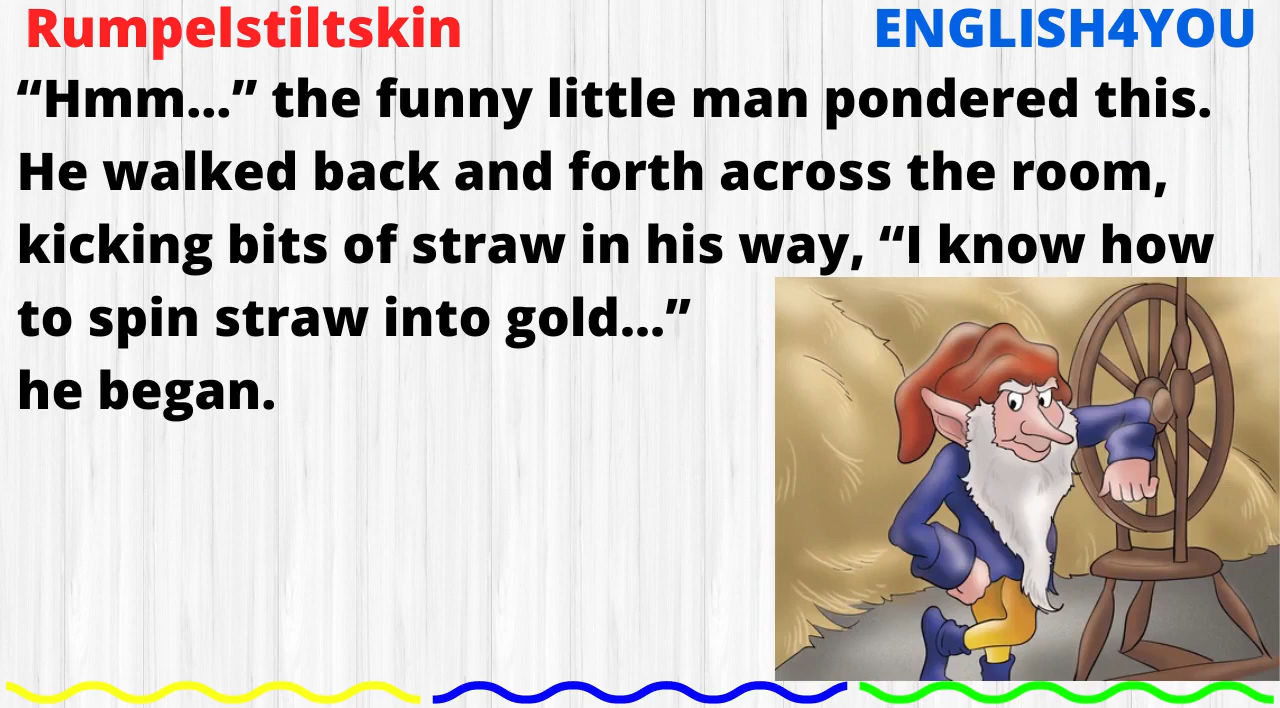 Rumpelstiltskin ENGLISH4YOU
“Hmm...” the funny little man pondered this.
He walked back and forth across the room,
kicking bits of straw in his way, “I know how
to spin straw into gold...”
he began.